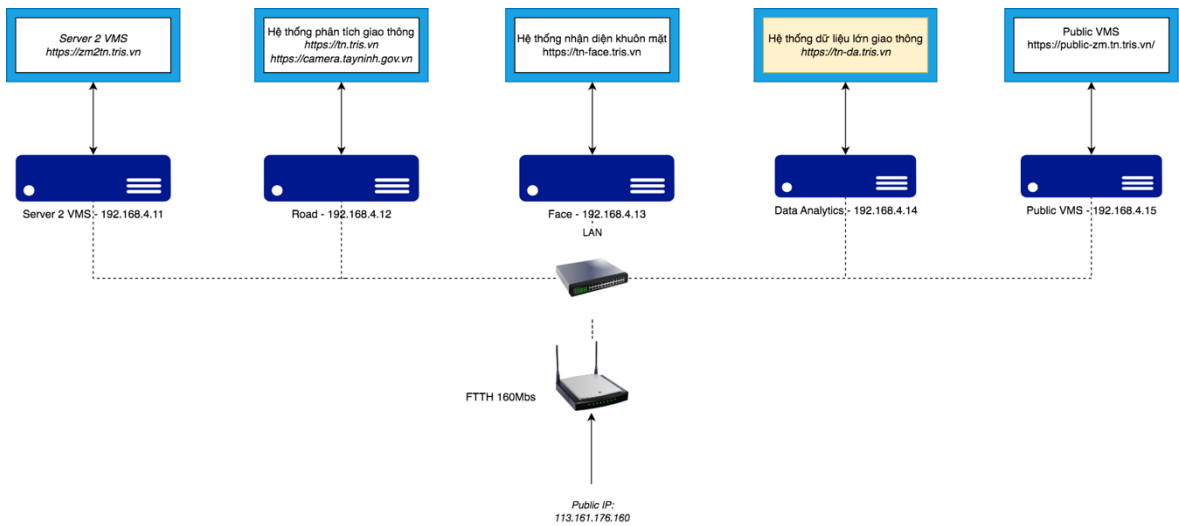 Server 2 VMS
https://zm2tn.tris.vn
Hệ thống phân tích giao thông
https://tn.tris.vn
https://camera.tayninh.gov.vn
Hệ thống nhận diện khuôn mặt
https://tn-face.tris.vn
Hệ thống dữ liệu lớn giao thông
https://tn-da.tris.vn
Public VMS
https://public-zm.tn.tris.vn/
Server 2 VMS - 192.168.4.11
Road - 192.168.4.12
Face - 192.168.4.13
Data Analytics - 192.168.4.14
Public VMS - 192.168.4.15
LAN
FTTH 160Mbs
Public IP:
113.161.176.160